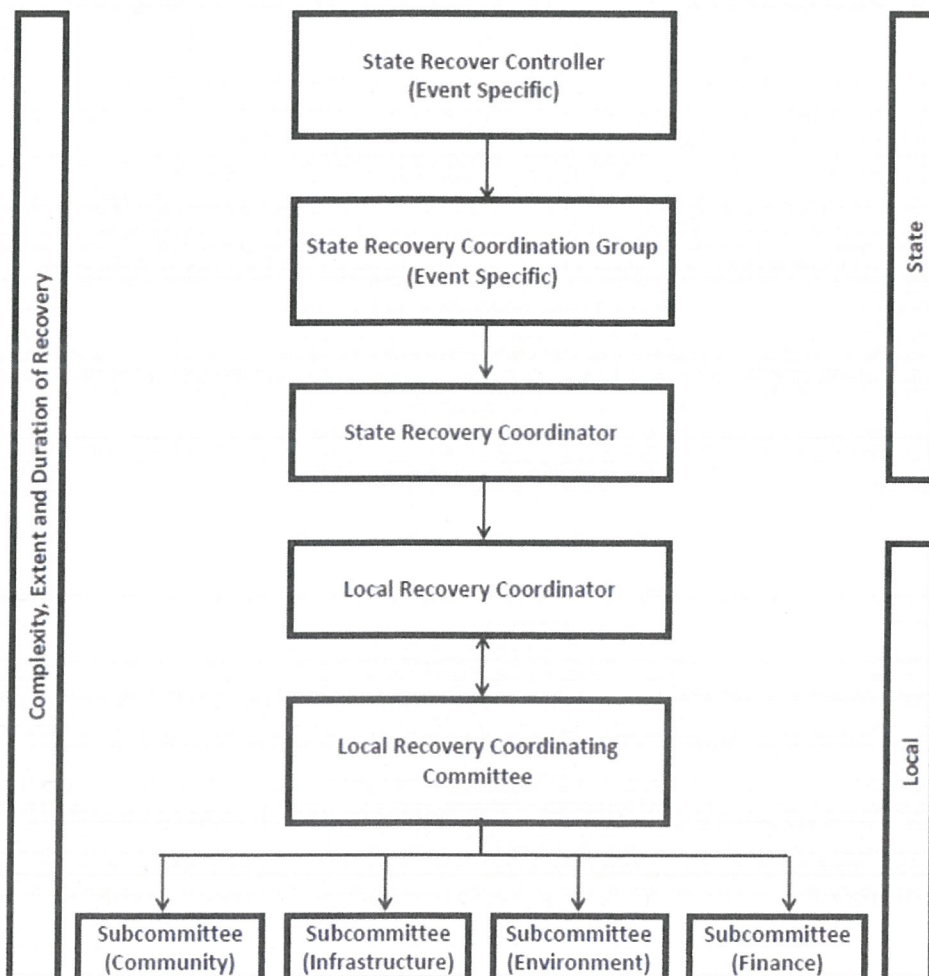 State Recover Controller
(Event Specific)
State Recovery Coordination Group
(Event Specific)
State Recovery Coordinator
Local Recovery Coordinator
Local Recovery Coordinating
Committee
Subcommittee
(Community)
Subcommittee
(Infrastructure)
Subcommittee
(Environment)
Subcommittee
(Finance)
Complexity, Extent and Duration of Recovery
State
Local